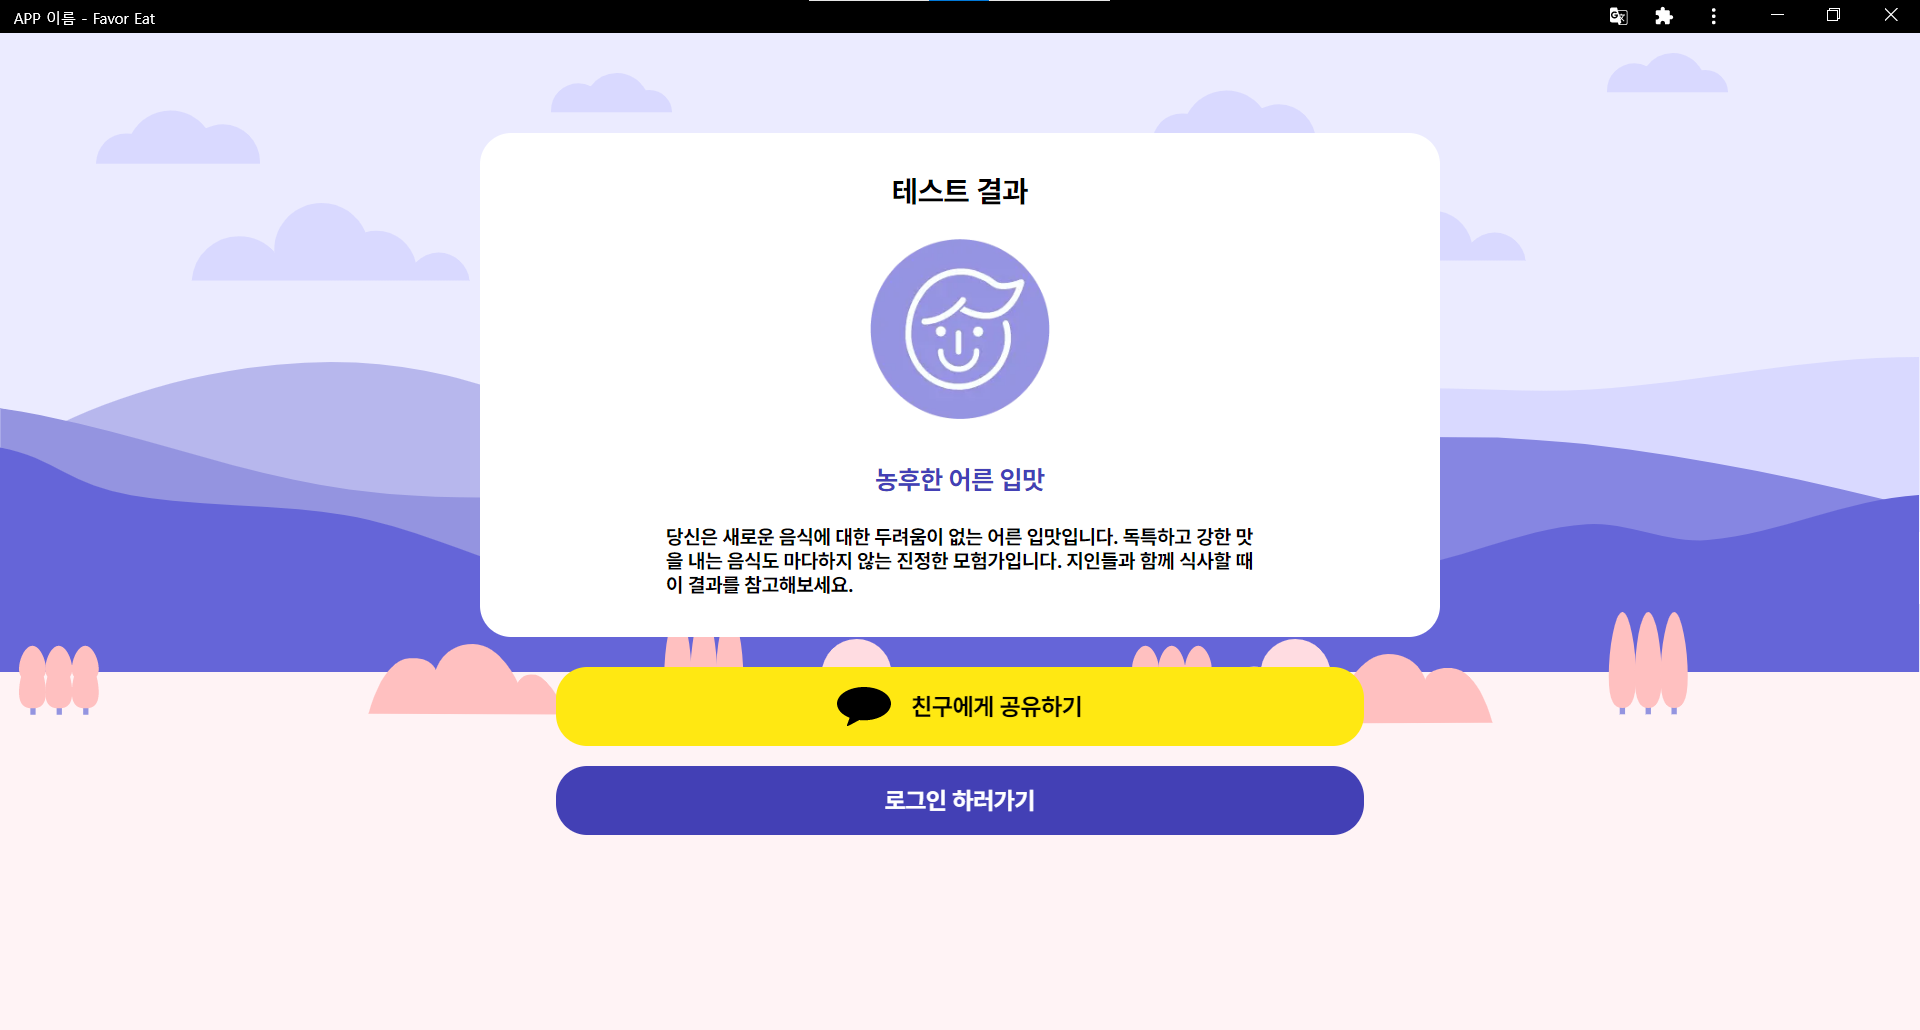 APP 이름 - Favor Eat
테스트 결과
농후한 어른 입맛
당신은 새로운 음식에 대한 두려움이 없는 어른 입맛입니다. 독특하고 강한 맛
을 내는 음식도 마다하지 않는 진정한 모험가입니다. 지인들과 함께 식사할 때
이 결과를 참고해보세요.
친구에게 공유하기
로그인 하러가기